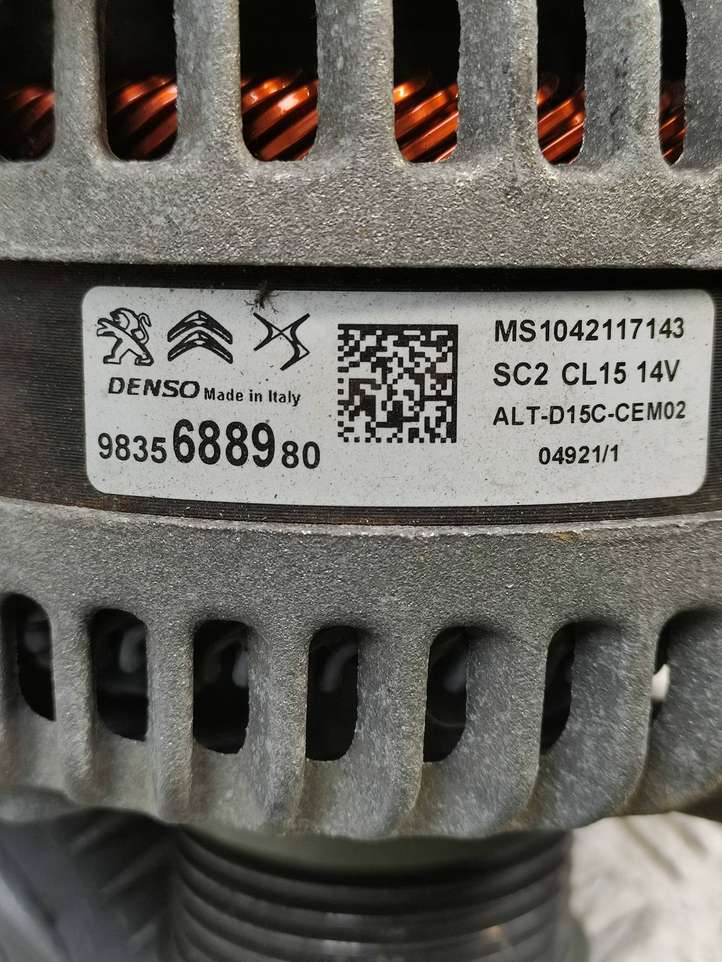 DENSO Made in Italy
9835688980
MS1042117143
SC2 CL15 14V
ALT-D15C-CEM02
04921/1